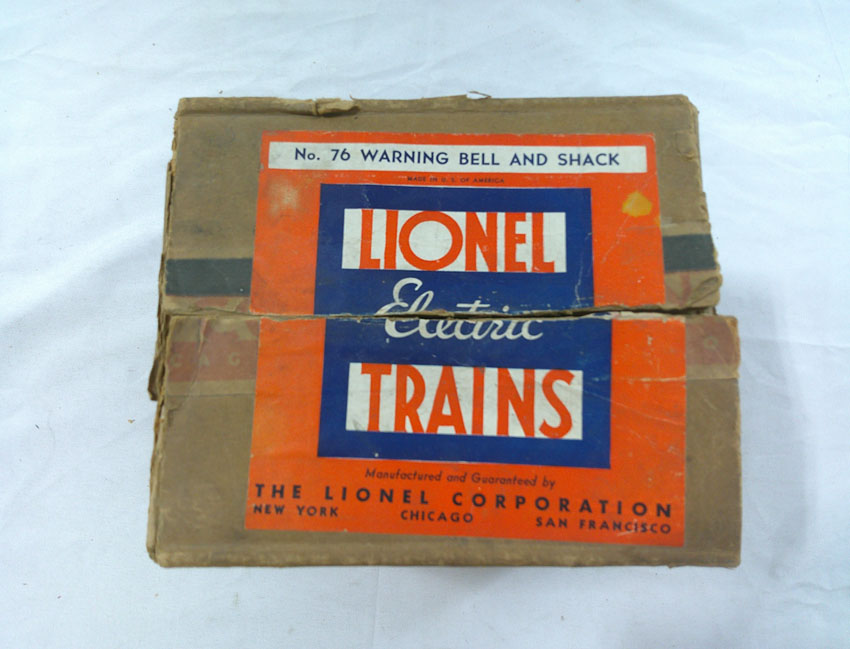 No. 76 WARNING BELL AND SHACK
MADE IN U.S. OF AMERICA
LIONEL
Electric
TRAINS
Manufactured and Guaranteed by
THE LIONEL CORPORATION
NEW YORK CHICAGO SAN FRANCISCO